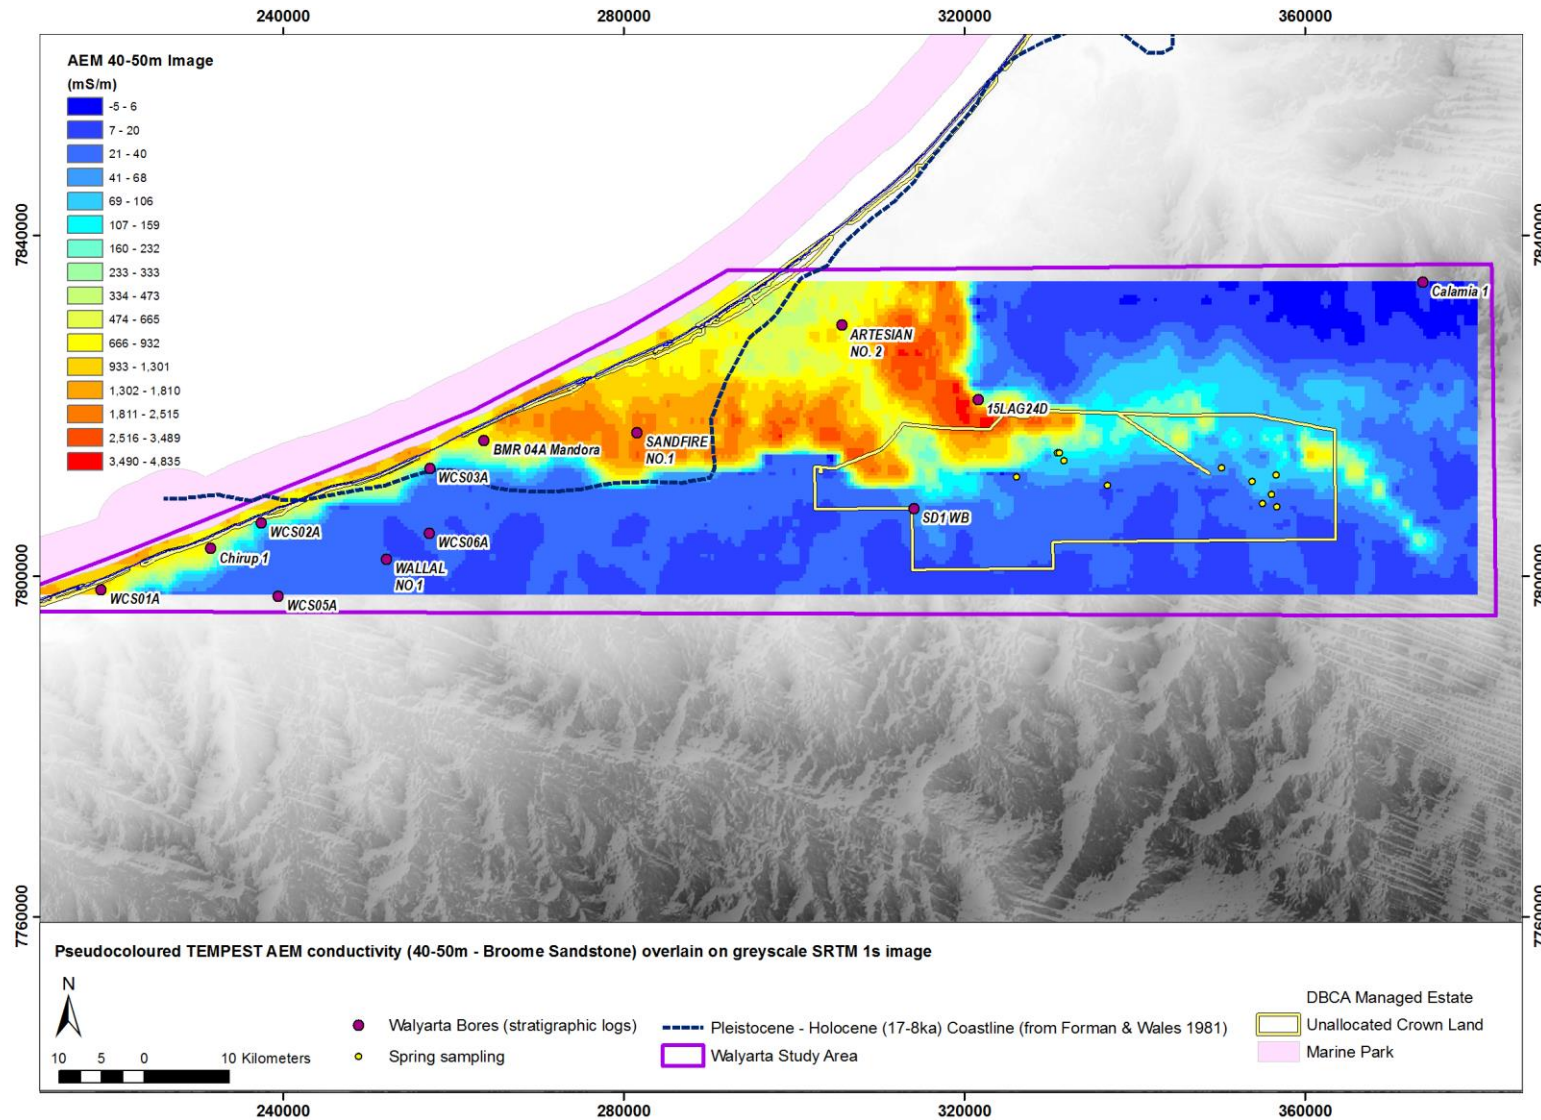 240000
280000
320000
360000
AEM 40-50m Image
(mS/m)
-5 - 6
7 - 20
21 - 40
41 - 68
69 - 106
107 - 159
160 - 232
233 - 333
334 - 473
474 - 665
666 - 932
933 - 1,301
1,302 - 1,810
1,811 - 2,515
2,516 - 3,489
3,490 - 4,835
7840000
7840000
Calamia 1
ARTESIAN
NO. 2
15LAG24D
BMR 04A Mandora
SANDFIRE
NO.1
WCS03A
SD1 WB
WCS02A
WCS06A
Chirup 1
WALLAL
NO 1
7800000
7800000
WCS01A
WCS05A
7760000
7760000
Pseudocoloured TEMPEST AEM conductivity (40-50m - Broome Sandstone) overlain on greyscale SRTM 1s image
N
10 5 0 10 Kilometers
Walyarta Bores (stratigraphic logs)
Spring sampling
Pleistocene - Holocene (17-8ka) Coastline (from Forman & Wales 1981)
Walyarta Study Area
DBCA Managed Estate
Unallocated Crown Land
Marine Park
240000
280000
320000
360000